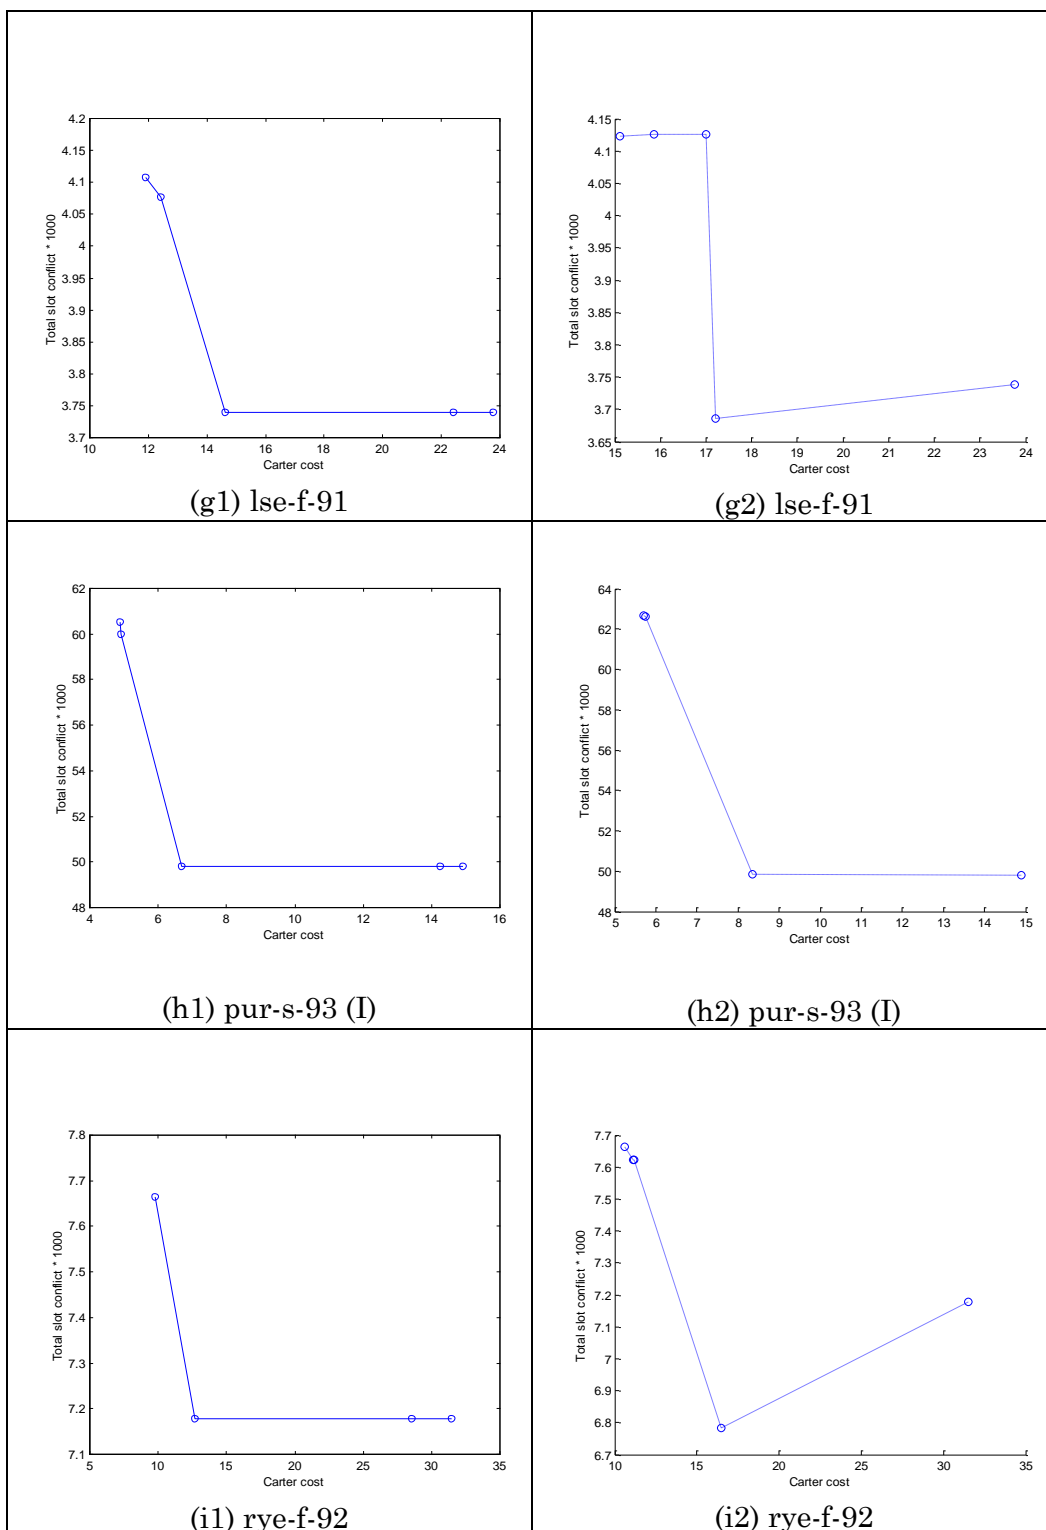 4.2
4.15
4.1
4.05
4
3.95
3.9
3.85
3.8
3.75
3.7
Total slot conflict * 1000
10 12 14 16 18 20 22 24
Carter cost
(g1) lse-f-91
4.15
4.1
4.05
4
3.95
3.9
3.85
3.8
3.75
3.7
3.65
Total slot conflict * 1000
15 16 17 18 19 20 21 22 23 24
Carter cost
(g2) lse-f-91
62
60
58
56
54
52
50
48
Total slot conflict * 1000
4 6 8 10 12 14 16
Carter cost
(h1) pur-s-93 (I)
64
62
60
58
56
54
52
50
48
Total slot conflict * 1000
5 6 7 8 9 10 11 12 13 14 15
Carter cost
(h2) pur-s-93 (I)
7.8
7.7
7.6
7.5
7.4
7.3
7.2
7.1
Total slot conflict * 1000
5 10 15 20 25 30 35
Carter cost
(i1) rye-f-92
7.7
7.6
7.5
7.4
7.3
7.2
7.1
7
6.9
6.8
6.7
Total slot conflict * 1000
10 15 20 25 30 35
Carter cost
(i2) rye-f-92